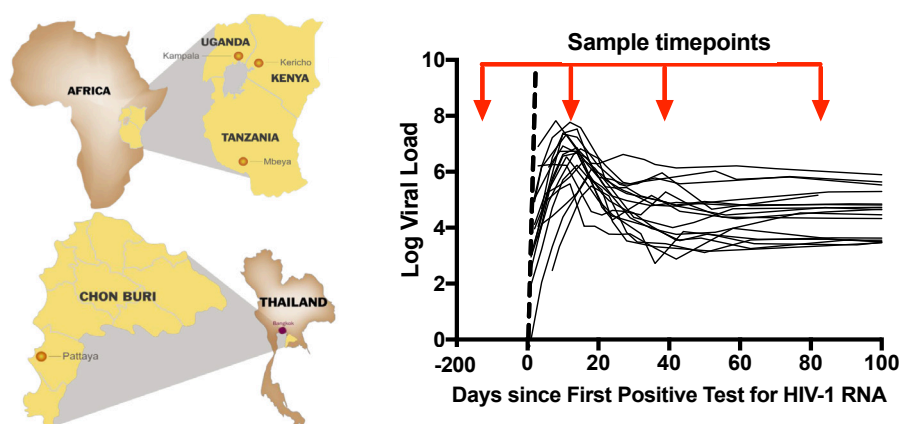 UGANDA
Kampala
Kericho
KENYA
AFRICA
TANZANIA
Mbeya
CHON BURI
THAILAND
Bangkok
Pattaya
Sample timepoints
Log Viral Load
10
8
6
4
2
0
-200 0 20 40 60 80 100
Days since First Positive Test for HIV-1 RNA